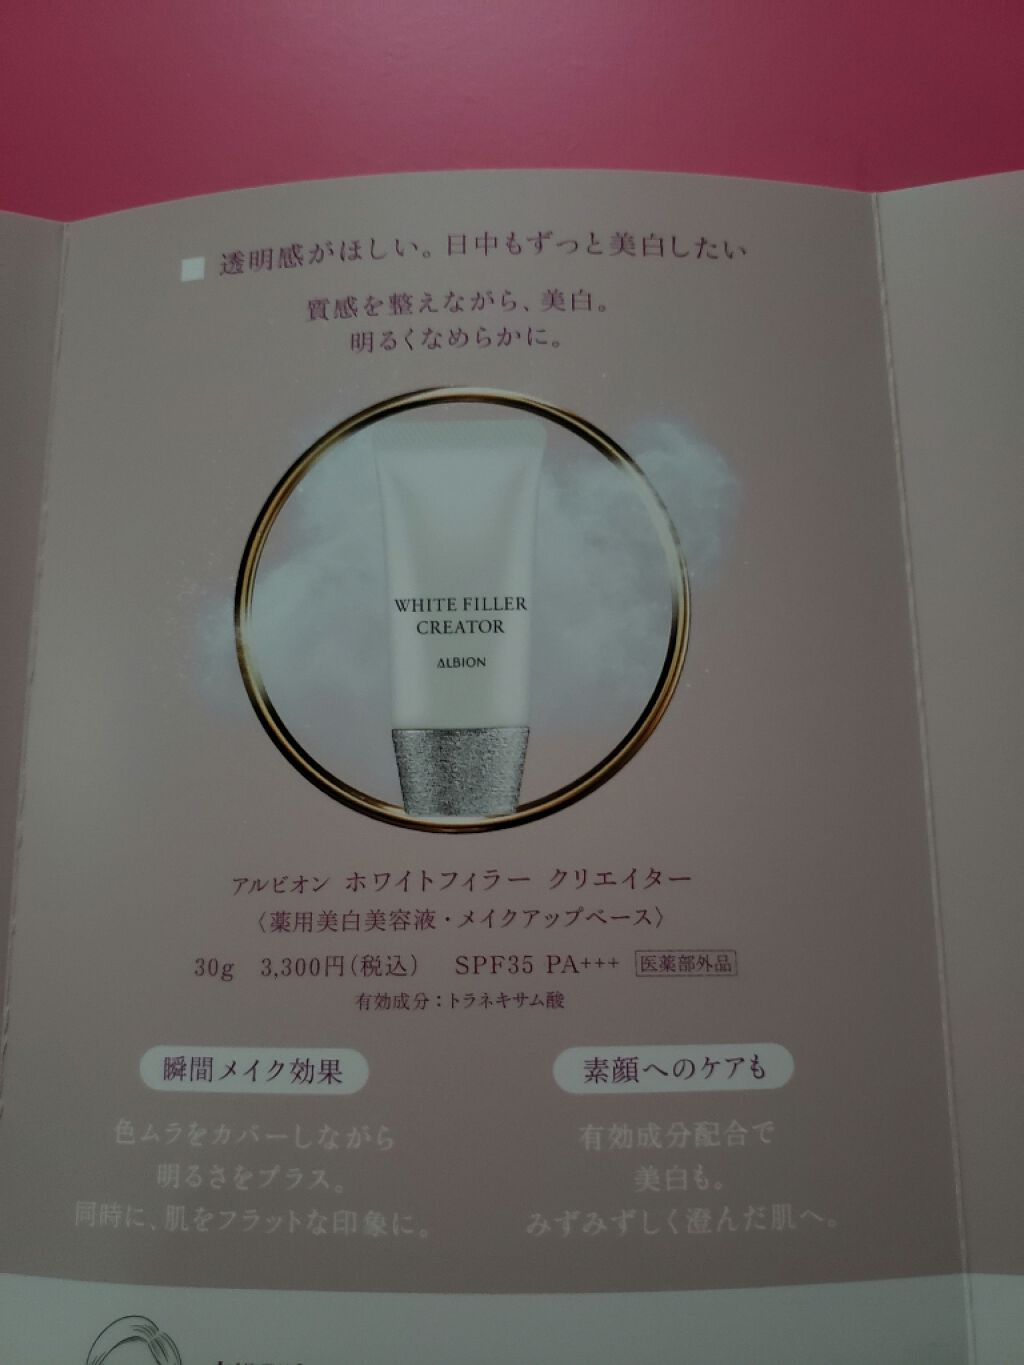 透明感がほしい。日中もずっと美白したい
質感を整えながら、美白。
明るくなめらかに。
WHITE FILLER
CREATOR
ALBION
アルビオン ホワイトフィラー クリエイター
〈薬用美白美容液・メイクアップベース〉
30g 3,300円(税込) SPF35 PA+++ 医薬部外品
有効成分：トラネキサム酸
瞬間メイク効果
色ムラをカバーしながら
明るさをプラス。
同時に、肌をフラットな印象に。
素顔へのケアも
有効成分配合で
美白も。
みずみずしく澄んだ肌へ。